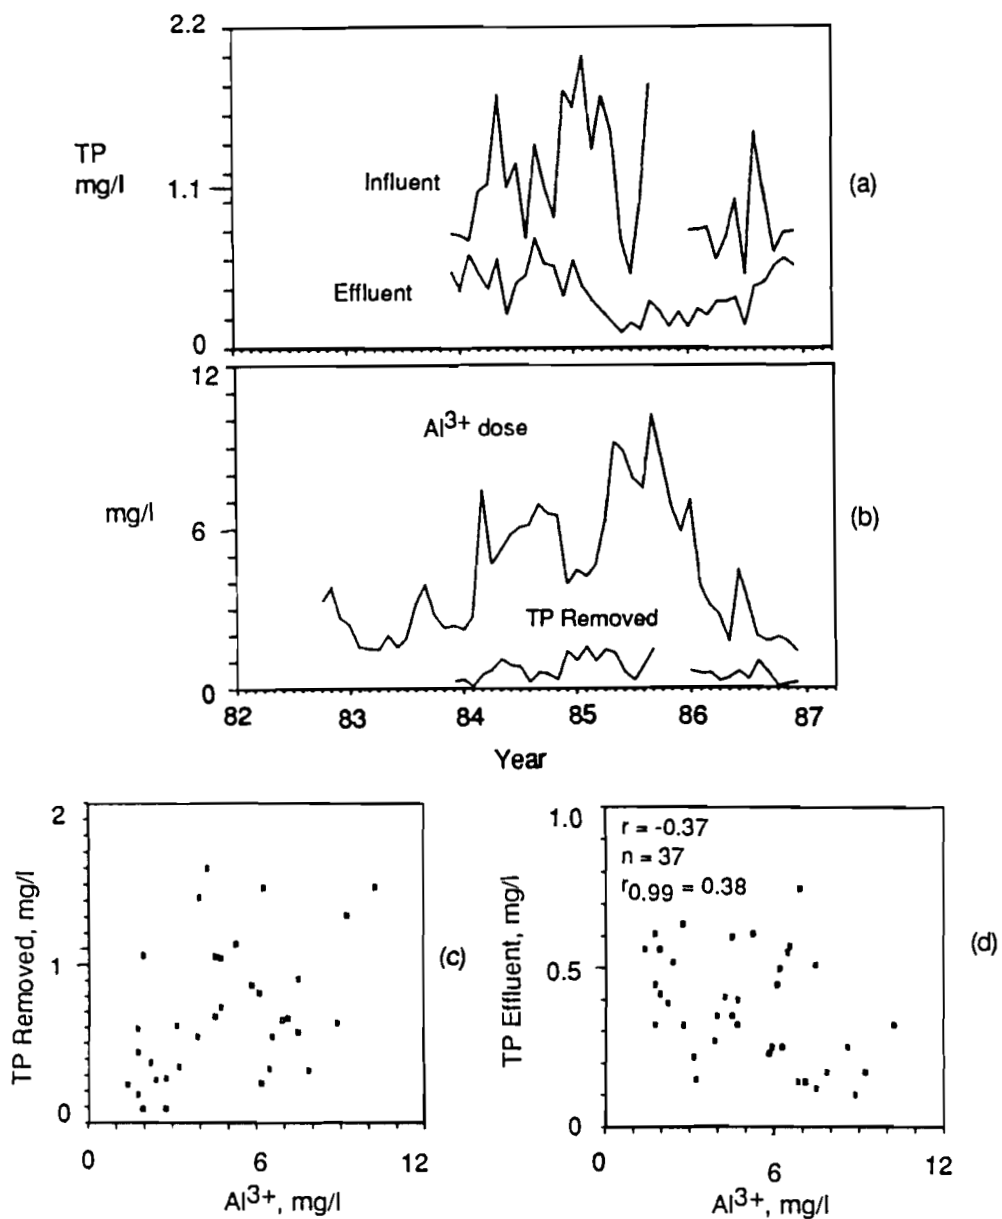 2.2
TP
mg/l
1.1
Influent
(a)
Effluent
0
12
Al3+ dose
mg/l
6
(b)
TP Removed
0
82 83 84 85 86 87
Year
2
TP Removed, mg/l
1
(c)
0
0 6 12
Al3+, mg/l
1.0
r = -0.37
n = 37
r0.99 = 0.38
TP Effluent, mg/l
(d)
0.5
0
0 6 12
Al3+, mg/l